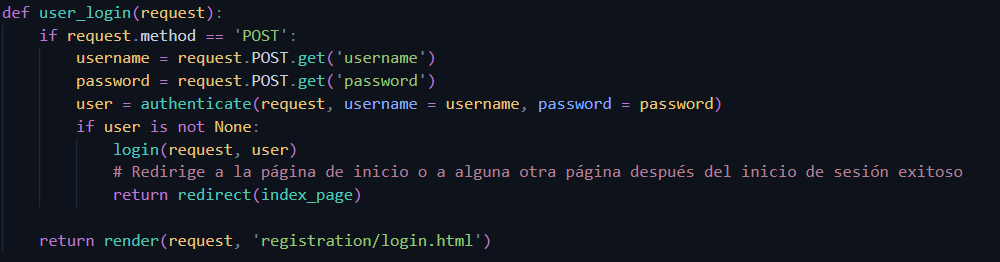 def user_login(request):
    if request.method == 'POST':
        username = request.POST.get('username')
        password = request.POST.get('password')
        user = authenticate(request, username = username, password = password)
        if user is not None:
            login(request, user)
            # Redirige a la página de inicio o a alguna otra página después del inicio de sesión exitoso
            return redirect(index_page)

    return render(request, 'registration/login.html')